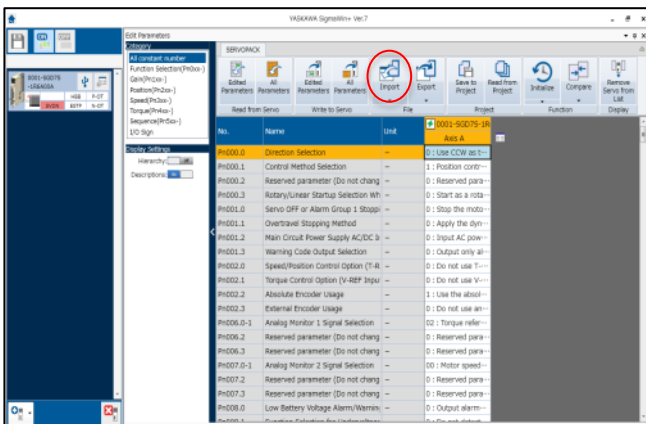 YASKAWA SigmaWin+ Ver.7
Edit Parameters
Category
All constant number
Function Selection(Pn0xx-)
Gain(Pn1xx-)
Position(Pn2xx-)
Speed(Pn3xx-)
Torque(Pn4xx-)
Sequence(Pn5xx-)
I/O Sign
Display Settings
Hierarchy:
Descriptions:
0001-SGD7S
-1R6A00A
HBB P-OT
SVON ESTP N-OT
SERVOPACK
Edited Parameters
All Parameters
Edited Parameters
All Parameters
Import
Export
Save to Project
Read from Project
Initialize
Compare
Remove Servo from List
Read from Servo
Write to Servo
File
Project
Function
Display
No. Name Unit 0001-SGD7S-1R
Axis A
Pn000.0 Direction Selection – 0 : Use CCW as t···
Pn000.1 Control Method Selection – 1 : Position contr···
Pn000.2 Reserved parameter (Do not chang – 0 : Reserved para···
Pn000.3 Rotary/Linear Startup Selection Wh – 0 : Start as a rota···
Pn001.0 Servo OFF or Alarm Group 1 Stoppi – 0 : Stop the moto···
Pn001.1 Overtravel Stopping Method – 0 : Apply the dyn···
Pn001.2 Main Circuit Power Supply AC/DC I – 0 : Input AC pow···
Pn001.3 Warning Code Output Selection – 0 : Output only al···
Pn002.0 Speed/Position Control Option (T-R – 0 : Do not use T-···
Pn002.1 Torque Control Option (V-REF Input – 0 : Do not use V-···
Pn002.2 Absolute Encoder Usage – 1 : Use the absol···
Pn002.3 External Encoder Usage – 0 : Do not use an···
Pn006.0-1 Analog Monitor 1 Signal Selection – 02 : Torque refer···
Pn006.2 Reserved parameter (Do not chang – 0 : Reserved para···
Pn006.3 Reserved parameter (Do not chang – 0 : Reserved para···
Pn007.0-1 Analog Monitor 2 Signal Selection – 00 : Motor speed···
Pn007.2 Reserved parameter (Do not chang – 0 : Reserved para···
Pn007.3 Reserved parameter (Do not chang – 0 : Reserved para···
Pn008.0 Low Battery Voltage Alarm/Warning – 0 : Output alarm···